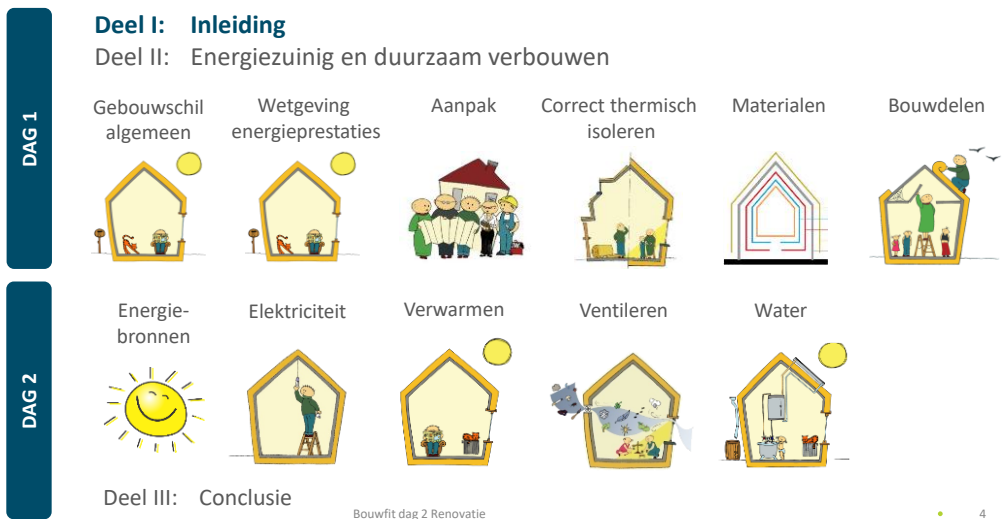 Deel I: Inleiding
Deel II: Energiezuinig en duurzaam verbouwen
DAG 1
Gebouwschil
algemeen
Wetgeving
energieprestaties
Aanpak
Correct thermisch
isoleren
Materialen
Bouwdelen
DAG 2
Energie-
bronnen
Elektriciteit
Verwarmen
Ventileren
Water
Deel III: Conclusie
Bouwfit dag 2 Renovatie
4